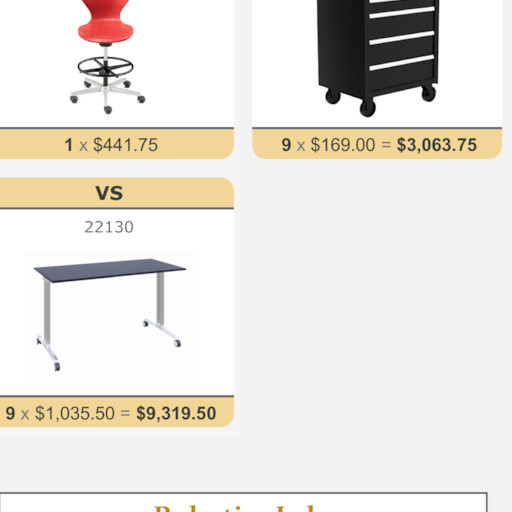 1 x $441.75
9 x $169.00 = $3,063.75
VS
22130
9 x $1,035.50 = $9,319.50